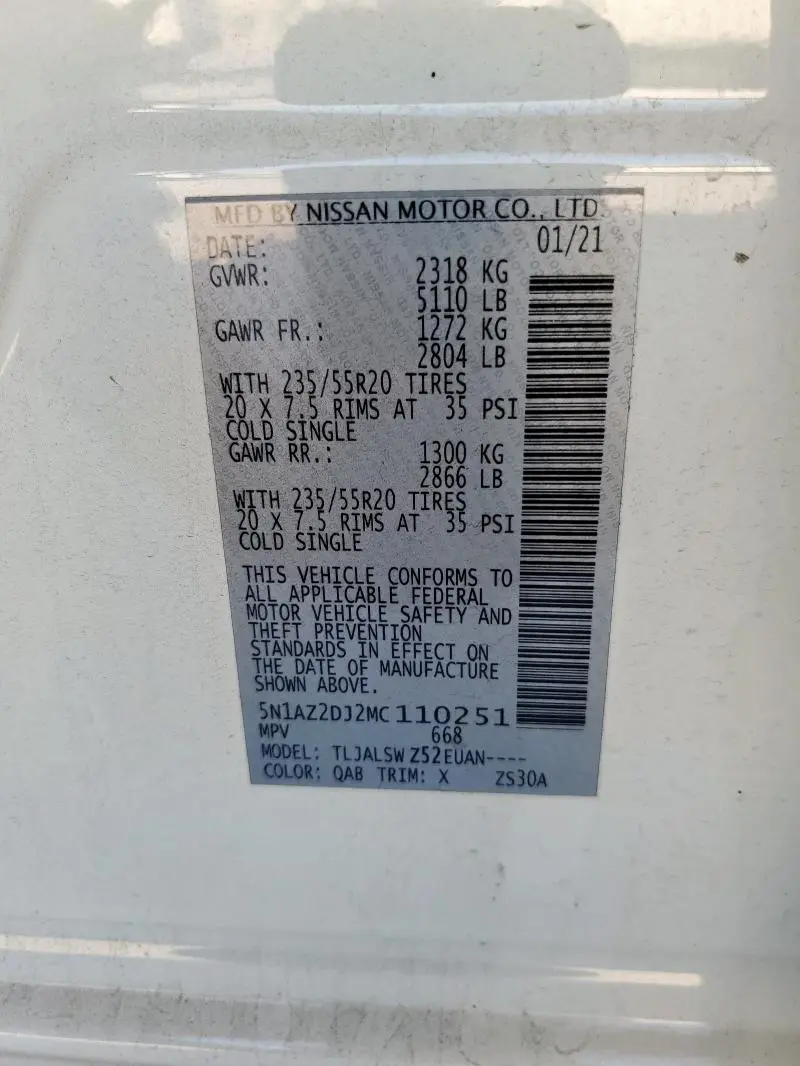 MFD BY NISSAN MOTOR CO., LTD.
DATE: 01/21
GVWR: 2318 KG
5110 LB
GAWR FR.: 1272 KG
2804 LB
WITH 235/55R20 TIRES
20 X 7.5 RIMS AT 35 PSI
COLD SINGLE
GAWR RR.: 1300 KG
2866 LB
WITH 235/55R20 TIRES
20 X 7.5 RIMS AT 35 PSI
COLD SINGLE
THIS VEHICLE CONFORMS TO
ALL APPLICABLE FEDERAL
MOTOR VEHICLE SAFETY AND
THEFT PREVENTION
STANDARDS IN EFFECT ON
THE DATE OF MANUFACTURE
SHOWN ABOVE.
5N1AZ2DJ2MC110251
MPV 668
MODEL: TLJALSW Z52EUAN----
COLOR: QAB TRIM: X ZS30A